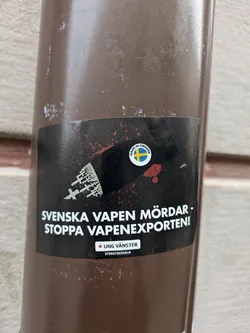 SVENSKA VAPEN MÖRDAR -
STOPPA VAPENEXPORTEN!
UNG VÄNSTER